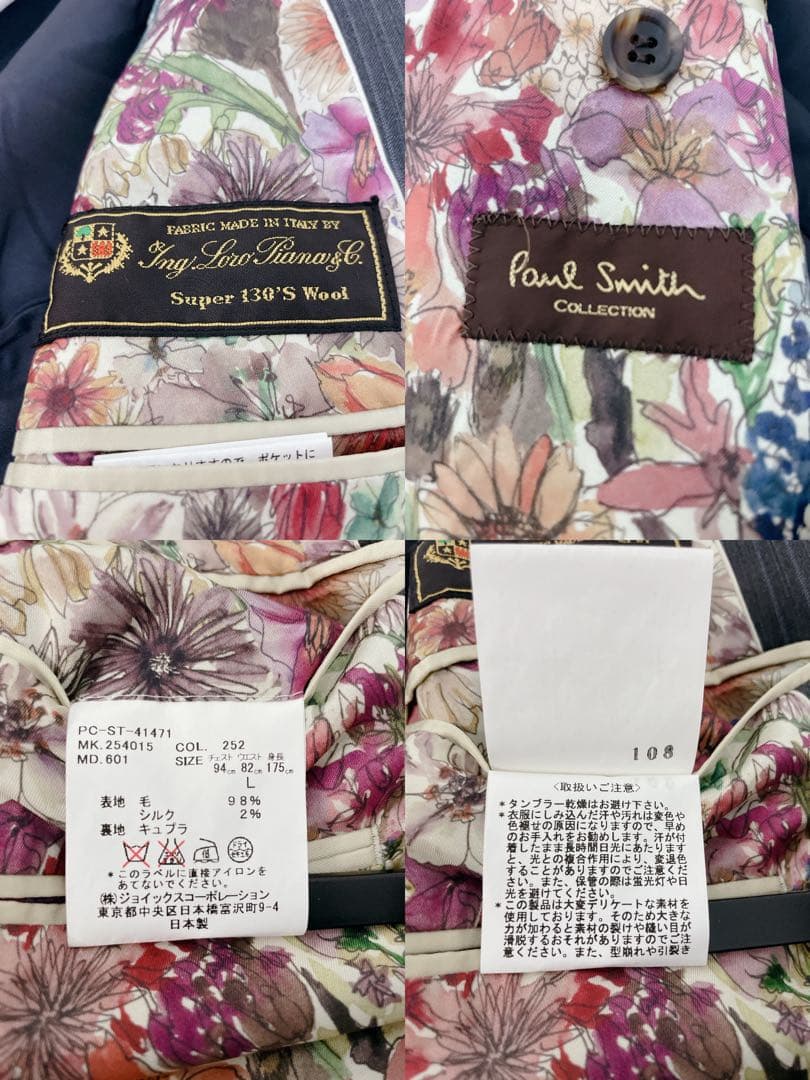 FABRIC MADE IN ITALY BY
Ing. Loro Piana & C.
Super 130'S Wool
ますので、ポケットに
Paul Smith
COLLECTION
PC-ST-41471
MK.254015 COL. 252
MD.601 SIZE チェスト ウエスト 身長
94cm 82cm 175cm
L
表地 毛 98%
シルク 2%
裏地 キュプラ
*このラベルに直接アイロンを
あてないでください。
(株)ジョイックスコーポレーション
東京都中央区日本橋富沢町9-4
日本製
108
〈取扱いご注意〉
*タンブラー乾燥はお避け下さい。
*衣服にしみ込んだ汗や汚れは変色や
色褪せの原因になりますので、早め
のお手入れをお勧めします。汗が付
着したまま長時間日光にあたります
と、光との複合作用により、変退色
することがありますのでご注意くださ
い。また、保管の際は蛍光灯や日
光を避けてください。
*この製品は大変デリケートな素材を
使用しております。そのため大きな
力が加わると素材の裂けや縫い目が
滑脱するおそれがありますのでご注
意ください。また、型崩れや引裂き